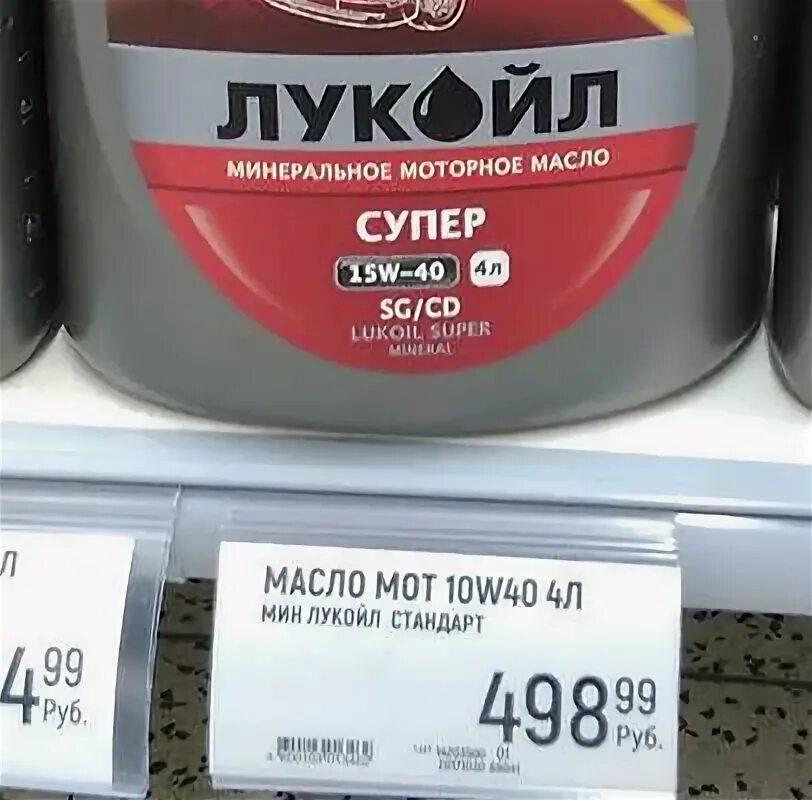 ЛУКОЙЛ
МИНЕРАЛЬНОЕ МОТОРНОЕ МАСЛО
СУПЕР
15W-40 4л
SG/CD
LUKOIL SUPER
MINERAL
Л
4 99
Руб.
МАСЛО МОТ 10W40 4Л
МИН ЛУКОЙЛ СТАНДАРТ
498 99
Руб.
01